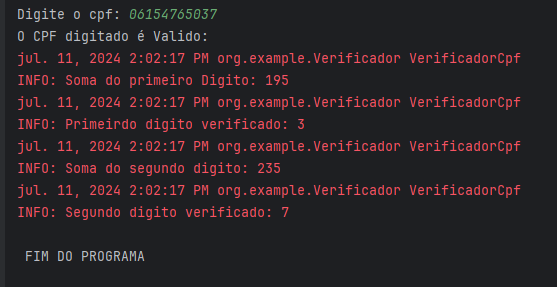 Digite o cpf: 06154765037
O CPF digitado é Valido:
jul. 11, 2024 2:02:17 PM org.example.Verificador VerificadorCpf
INFO: Soma do primeiro Digito: 195
jul. 11, 2024 2:02:17 PM org.example.Verificador VerificadorCpf
INFO: Primeirdo digito verificado: 3
jul. 11, 2024 2:02:17 PM org.example.Verificador VerificadorCpf
INFO: Soma do segundo digito: 235
jul. 11, 2024 2:02:17 PM org.example.Verificador VerificadorCpf
INFO: Segundo digito verificado: 7
FIM DO PROGRAMA